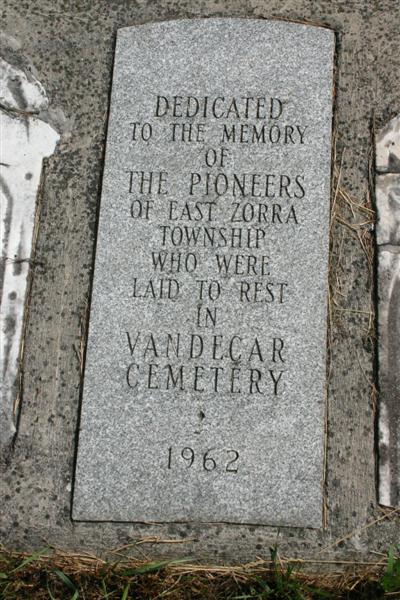 DEDICATED
TO THE MEMORY
OF
THE PIONEERS
OF EAST ZORRA
TOWNSHIP
WHO WERE
LAID TO REST
IN
VANDECAR
CEMETERY
1962